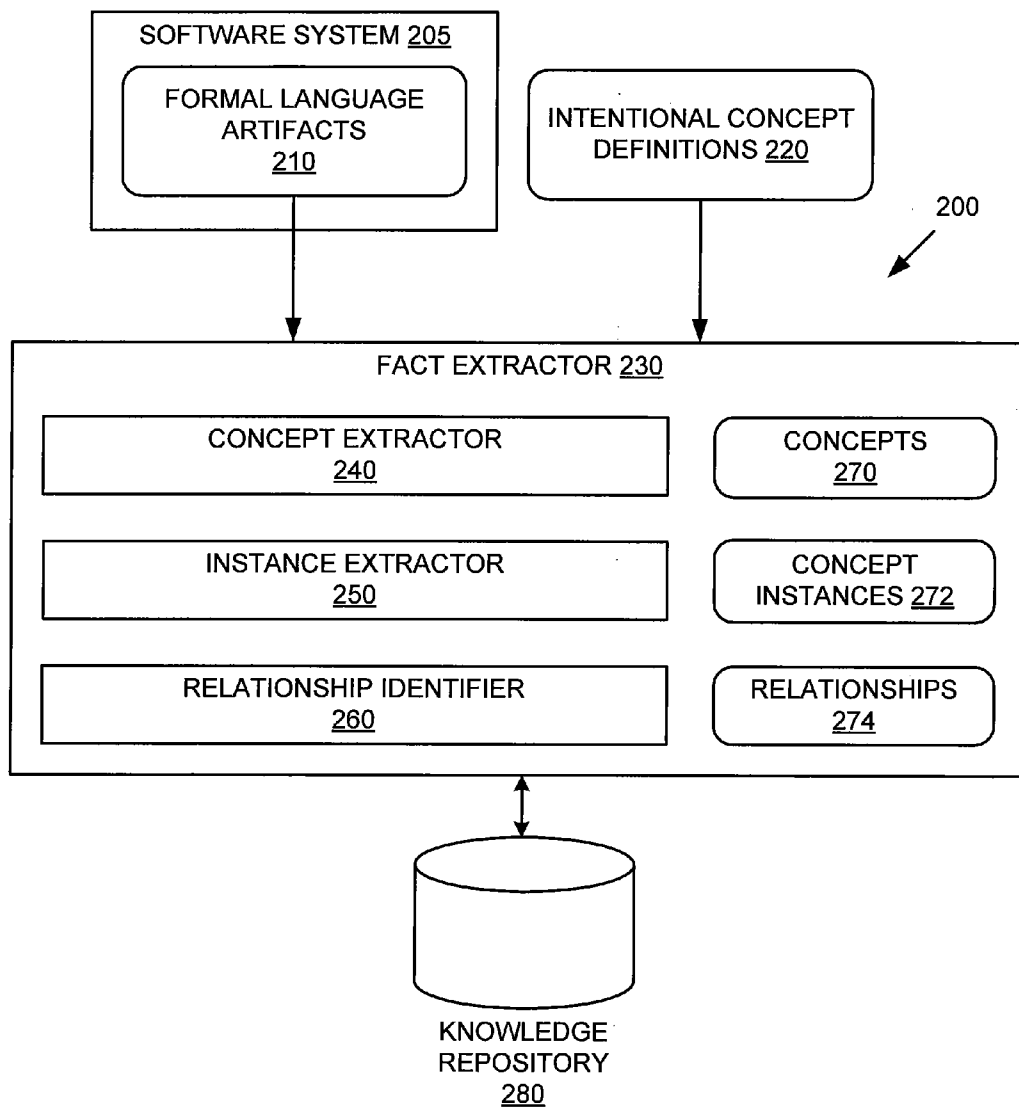 SOFTWARE SYSTEM 205
FORMAL LANGUAGE
ARTIFACTS
210
INTENTIONAL CONCEPT
DEFINITIONS 220
200
FACT EXTRACTOR 230
CONCEPT EXTRACTOR
240
CONCEPTS
270
INSTANCE EXTRACTOR
250
CONCEPT
INSTANCES 272
RELATIONSHIP IDENTIFIER
260
RELATIONSHIPS
274
KNOWLEDGE
REPOSITORY
280